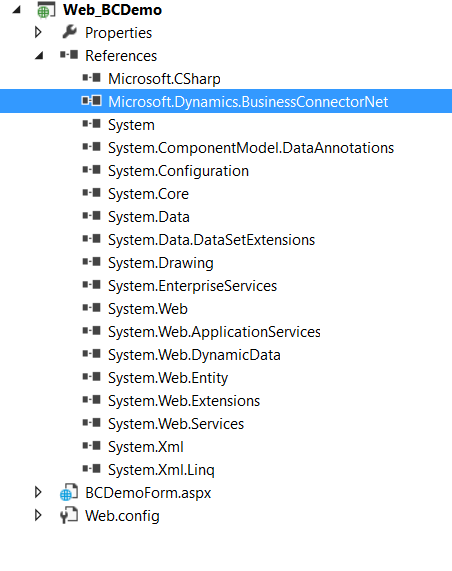 Web_BCDemo
Properties
References
Microsoft.CSharp
Microsoft.Dynamics.BusinessConnectorNet
System
System.ComponentModel.DataAnnotations
System.Configuration
System.Core
System.Data
System.Data.DataSetExtensions
System.Drawing
System.EnterpriseServices
System.Web
System.Web.ApplicationServices
System.Web.DynamicData
System.Web.Entity
System.Web.Extensions
System.Web.Services
System.Xml
System.Xml.Linq
BCDemoForm.aspx
Web.config